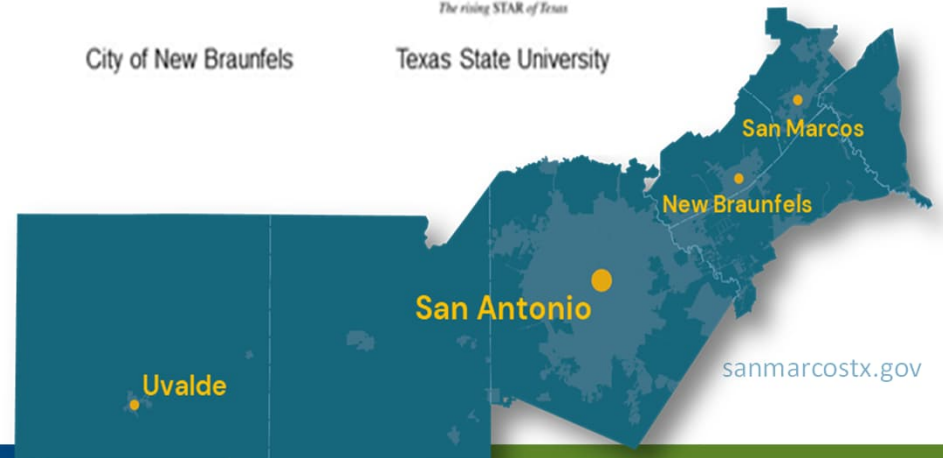 The rising STAR of Texas
City of New Braunfels
Texas State University
San Marcos
New Braunfels
San Antonio
sanmarcostx.gov
Uvalde